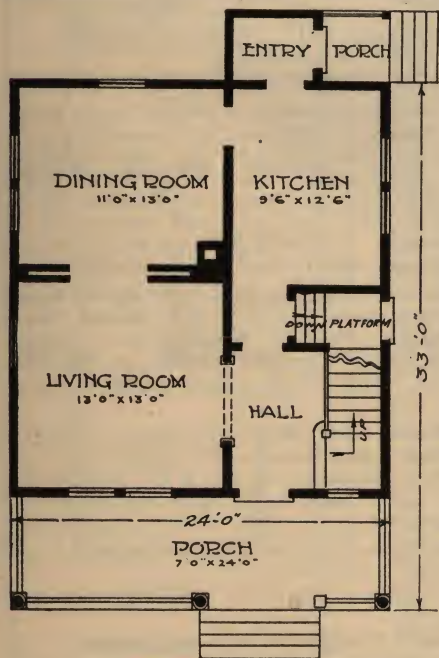 ENTRY
PORCH
DINING ROOM
11'0" x 13'0"
KITCHEN
9'6" x 12'6"
DOWN
PLATFORM
LIVING ROOM
13'0" x 13'0"
HALL
UP
33'-0"
24'-0"
PORCH
7'0" x 24'0"